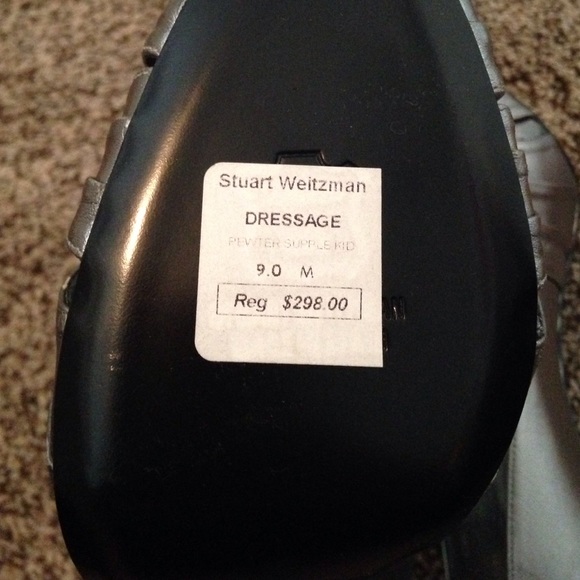 Stuart Weitzman
DRESSAGE
PEWTER SUPPLE KID
9.0 M
Reg $298.00